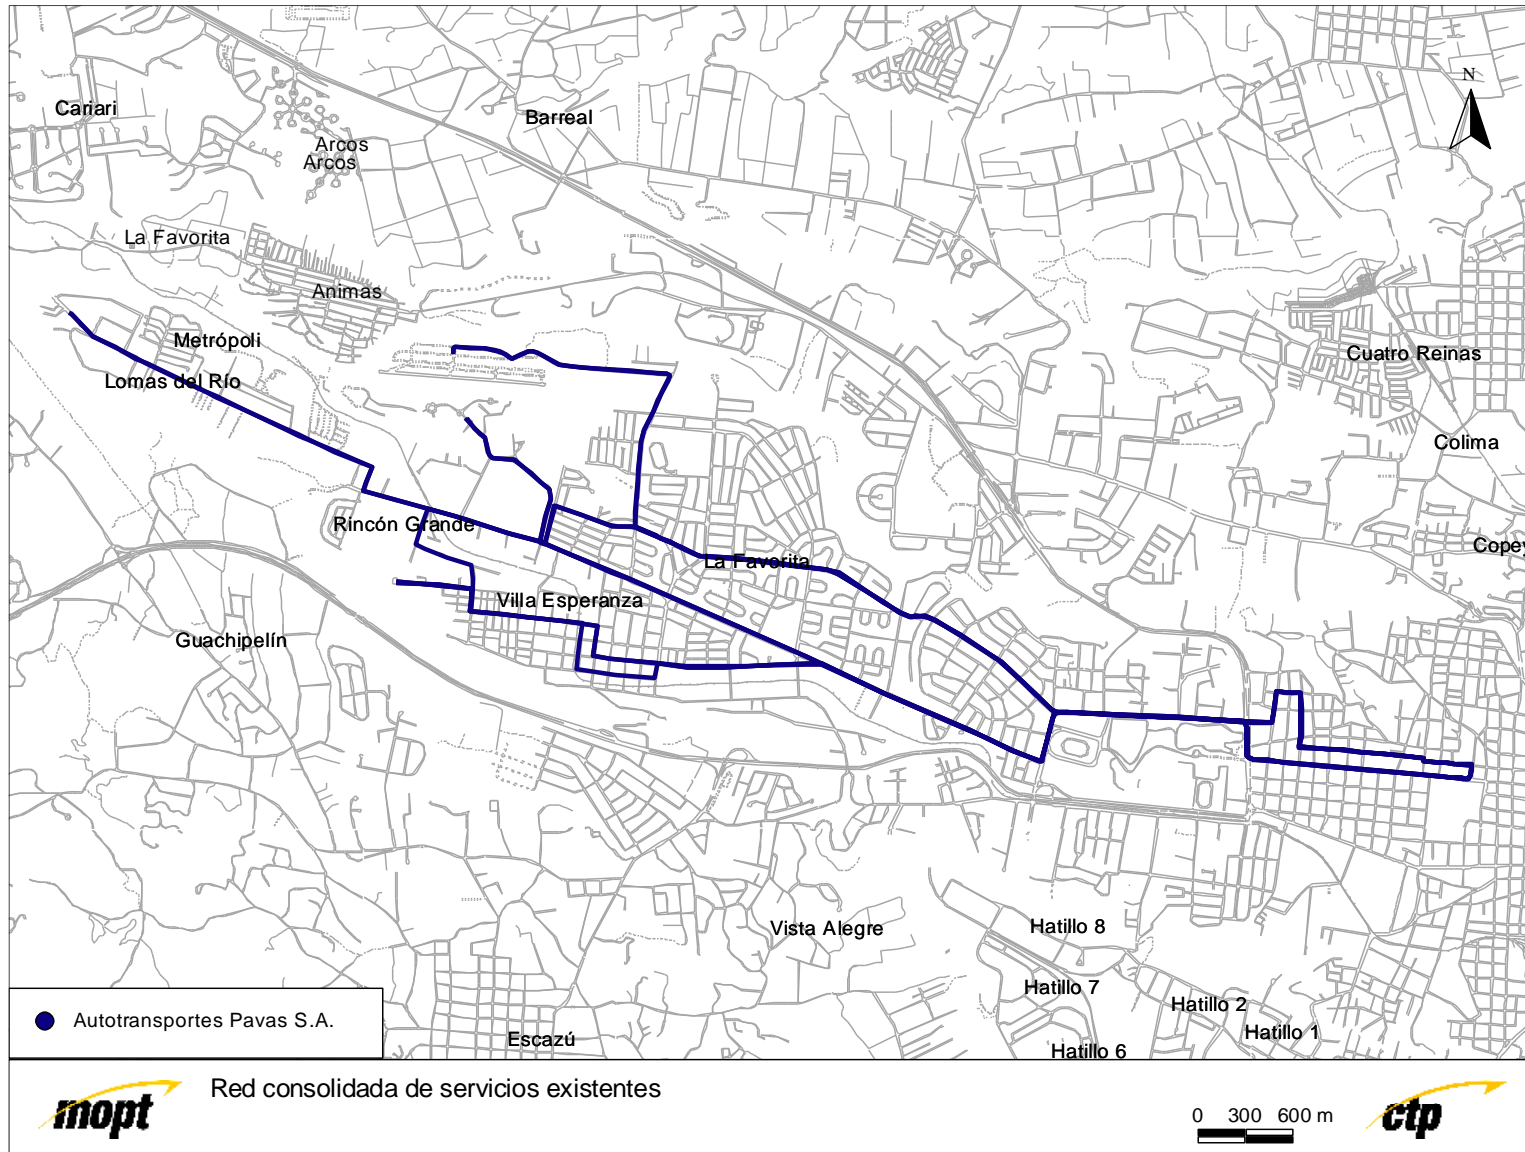 N
Cariari
Barreal
Arcos
Arcos
La Favorita
Animas
Metrópoli
Cuatro Reinas
Lomas del Río
Colima
Rincón Grande
Copey
La Favorita
Villa Esperanza
Guachipelín
Vista Alegre
Hatillo 8
Hatillo 7
Hatillo 2
Autotransportes Pavas S.A.
Hatillo 1
Escazú
Hatillo 6
Red consolidada de servicios existentes
mopt
0 300 600 m
ctp